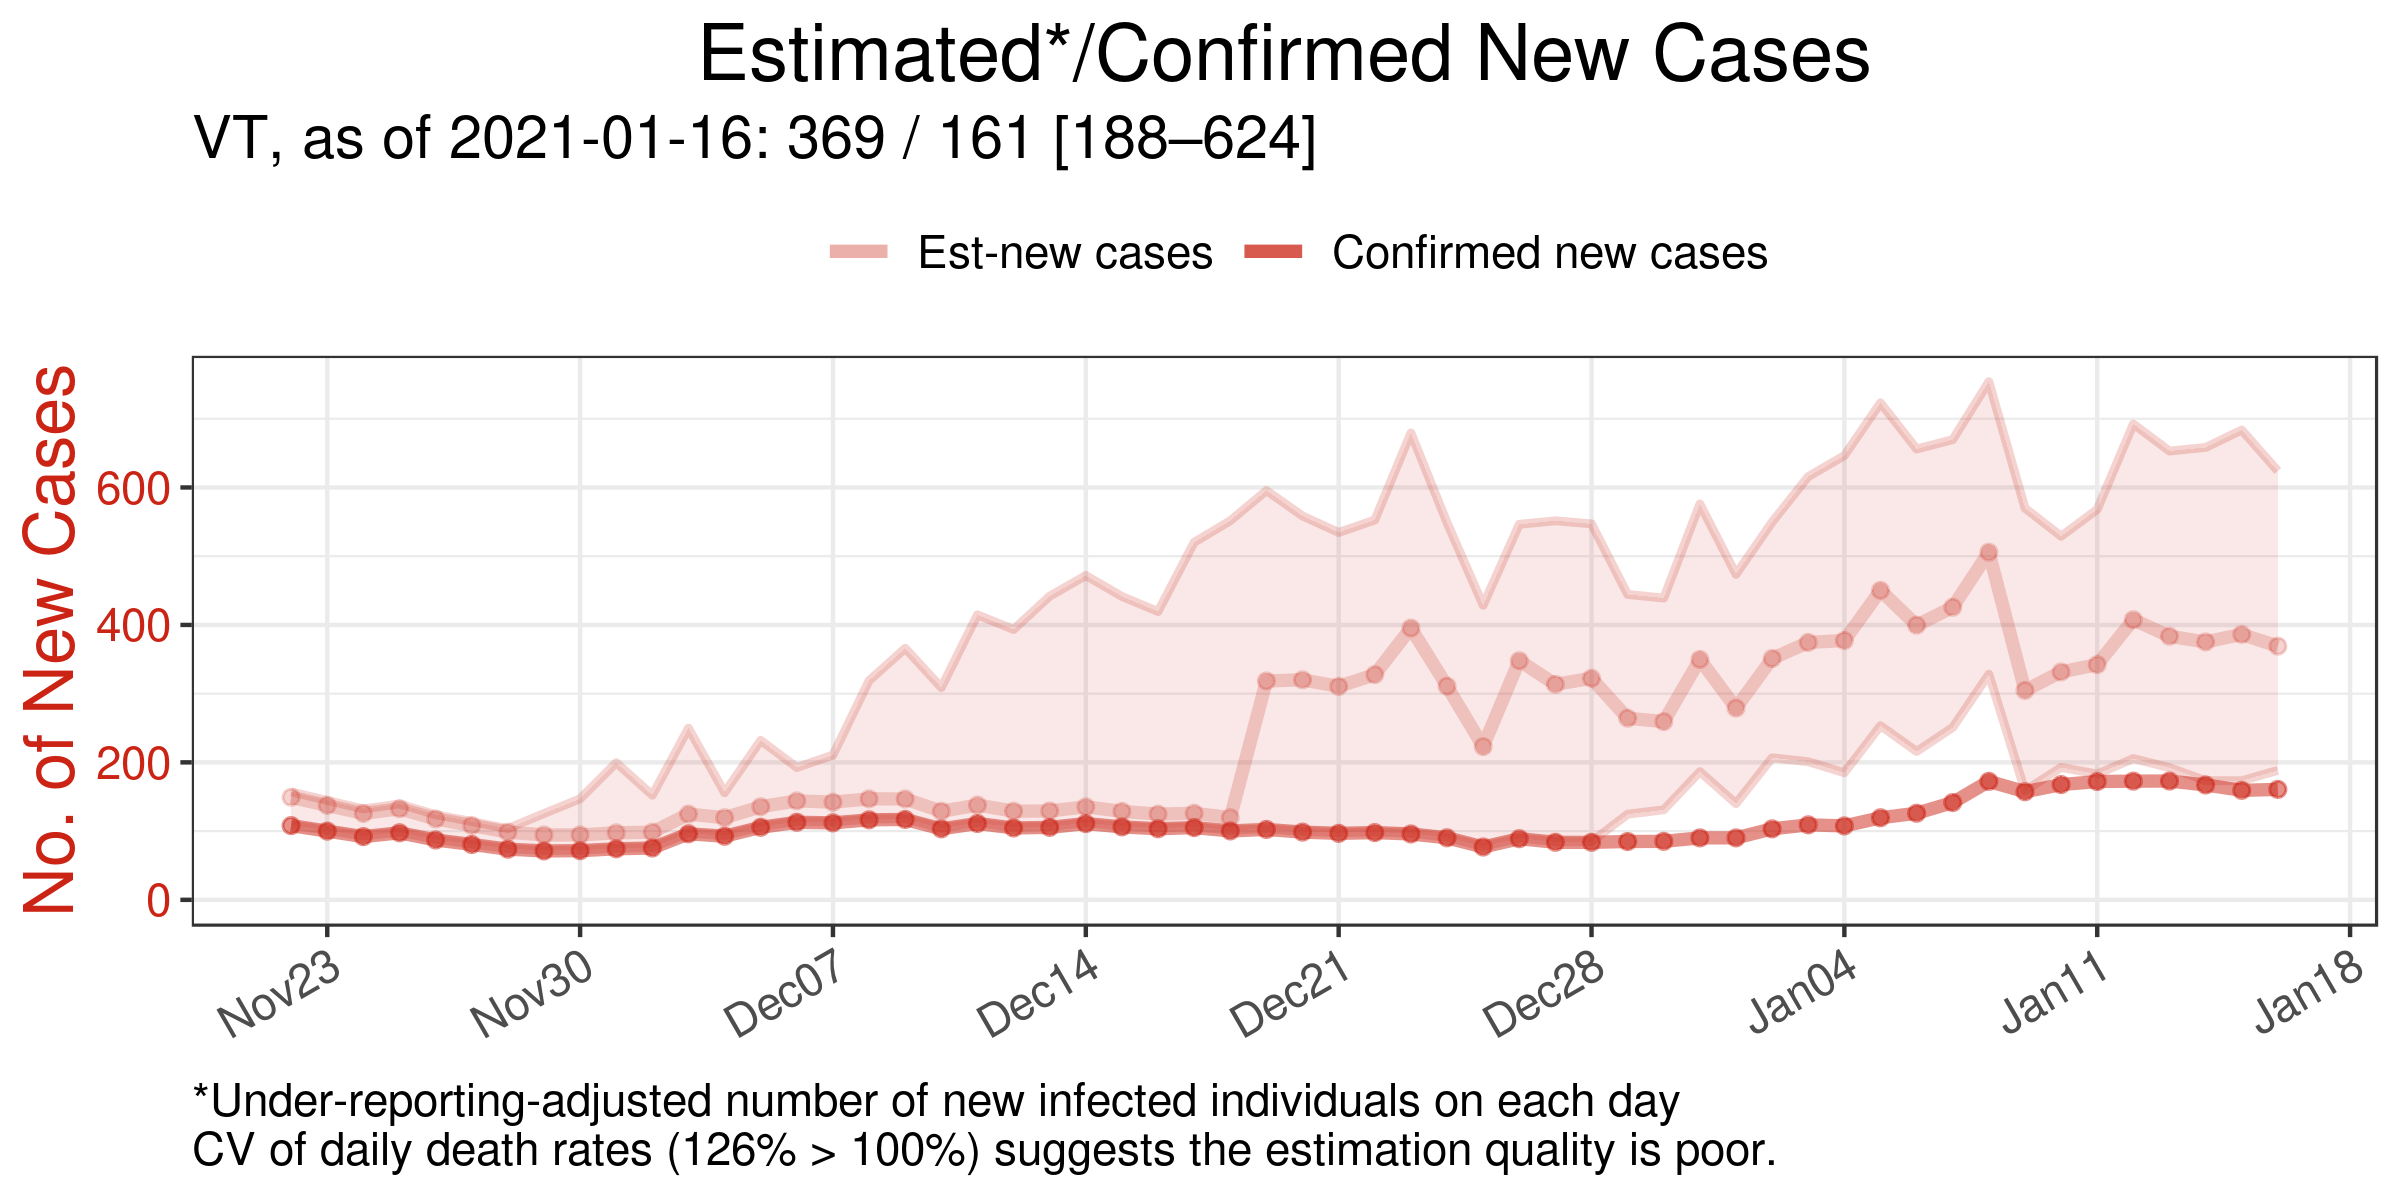 Estimated*/Confirmed New Cases
VT, as of 2021-01-16: 369 / 161 [188–624]
Est-new cases
Confirmed new cases
No. of New Cases
600
400
200
0
Nov23
Nov30
Dec07
Dec14
Dec21
Dec28
Jan04
Jan11
Jan18
*Under-reporting-adjusted number of new infected individuals on each day
CV of daily death rates (126% > 100%) suggests the estimation quality is poor.